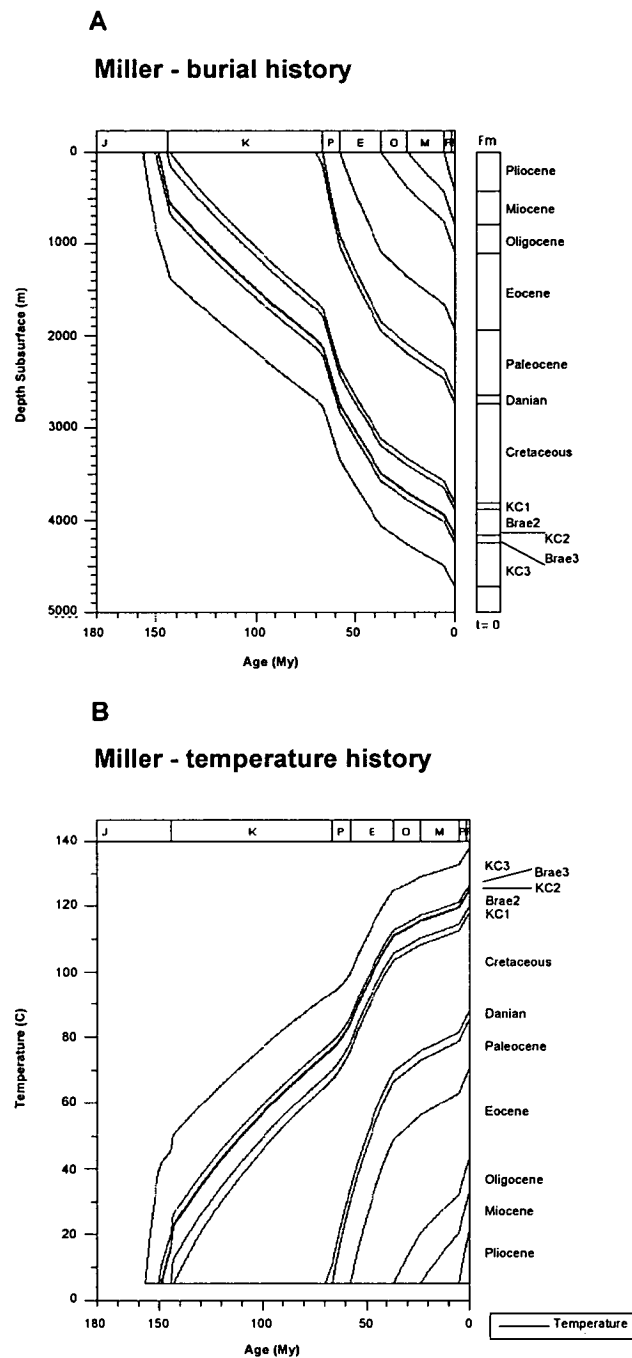 A
Miller - burial history
J K P E O M Fm
0
1000
2000
3000
4000
5000
Depth Subsurface (m)
180 150 100 50 0
Age (My)
Pliocene
Miocene
Oligocene
Eocene
Paleocene
Danian
Cretaceous
KC1
Brae2
KC2
Brae3
KC3
t= 0
B
Miller - temperature history
J K P E O M
140
120
100
80
60
40
20
0
Temperature (C)
180 150 100 50 0
Age (My)
KC3
Brae3
KC2
Brae2
KC1
Cretaceous
Danian
Paleocene
Eocene
Oligocene
Miocene
Pliocene
Temperature